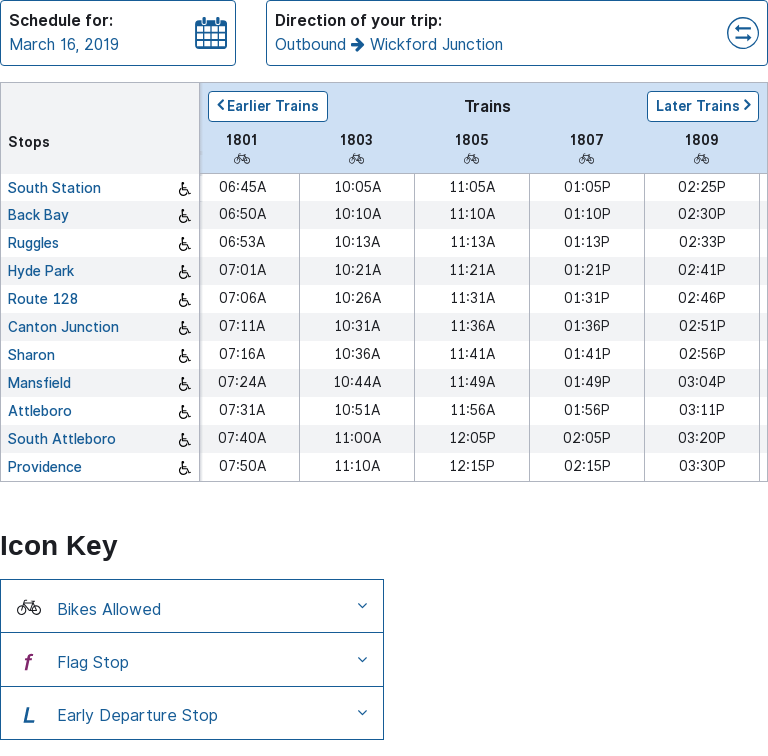 Schedule for:
March 16, 2019
Direction of your trip:
Outbound → Wickford Junction
Earlier Trains
Trains
Later Trains
Stops
1801 1803 1805 1807 1809
South Station 06:45A 10:05A 11:05A 01:05P 02:25P
Back Bay 06:50A 10:10A 11:10A 01:10P 02:30P
Ruggles 06:53A 10:13A 11:13A 01:13P 02:33P
Hyde Park 07:01A 10:21A 11:21A 01:21P 02:41P
Route 128 07:06A 10:26A 11:31A 01:31P 02:46P
Canton Junction 07:11A 10:31A 11:36A 01:36P 02:51P
Sharon 07:16A 10:36A 11:41A 01:41P 02:56P
Mansfield 07:24A 10:44A 11:49A 01:49P 03:04P
Attleboro 07:31A 10:51A 11:56A 01:56P 03:11P
South Attleboro 07:40A 11:00A 12:05P 02:05P 03:20P
Providence 07:50A 11:10A 12:15P 02:15P 03:30P
Icon Key
Bikes Allowed
f Flag Stop
L Early Departure Stop